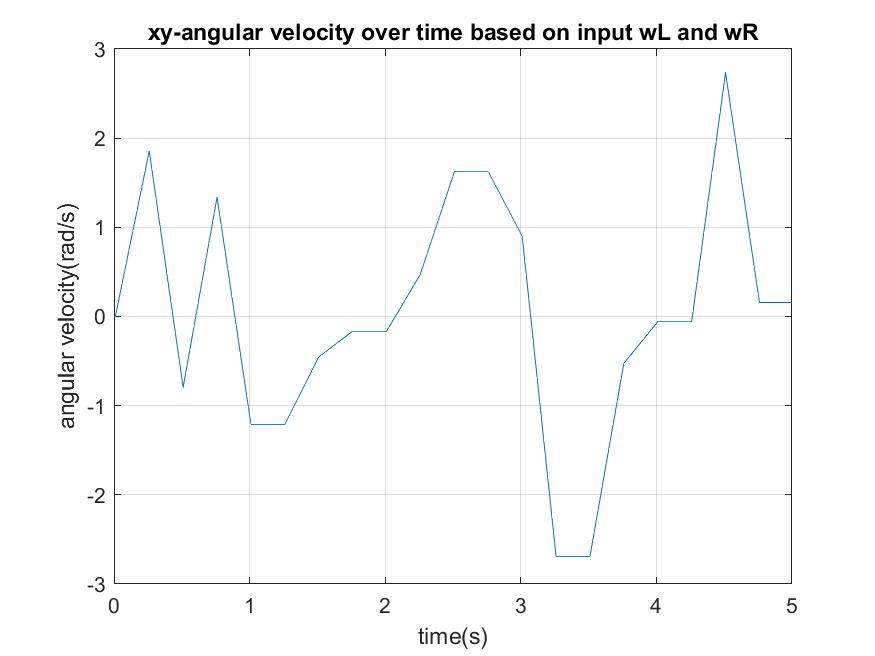 xy-angular velocity over time based on input wL and wR
3
2
1
0
-1
-2
-3
angular velocity(rad/s)
0 1 2 3 4 5
time(s)